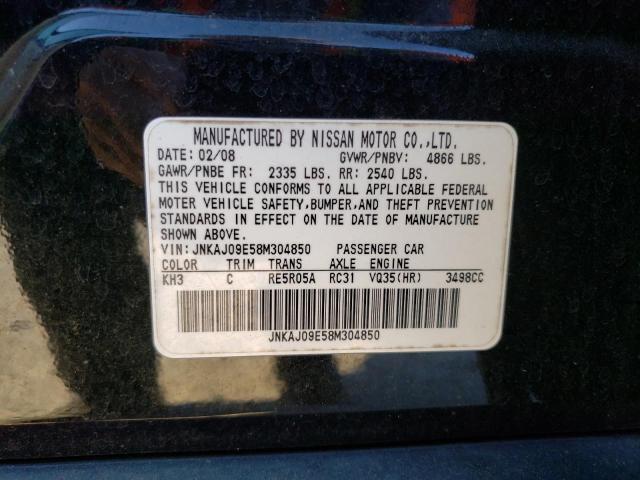 MANUFACTURED BY NISSAN MOTOR CO.,LTD.
DATE: 02/08 GVWR/PNBV: 4866 LBS.
GAWR/PNBE FR: 2335 LBS. RR: 2540 LBS.
THIS VEHICLE CONFORMS TO ALL APPLICABLE FEDERAL
MOTOR VEHICLE SAFETY,BUMPER,AND THEFT PREVENTION
STANDARDS IN EFFECT ON THE DATE OF MANUFACTURE
SHOWN ABOVE.
VIN:JNKAJ09E58M304850 PASSENGER CAR
COLOR TRIM TRANS AXLE ENGINE
KH3 C RE5R05A RC31 VQ35(HR) 3498CC
JNKAJ09E58M304850